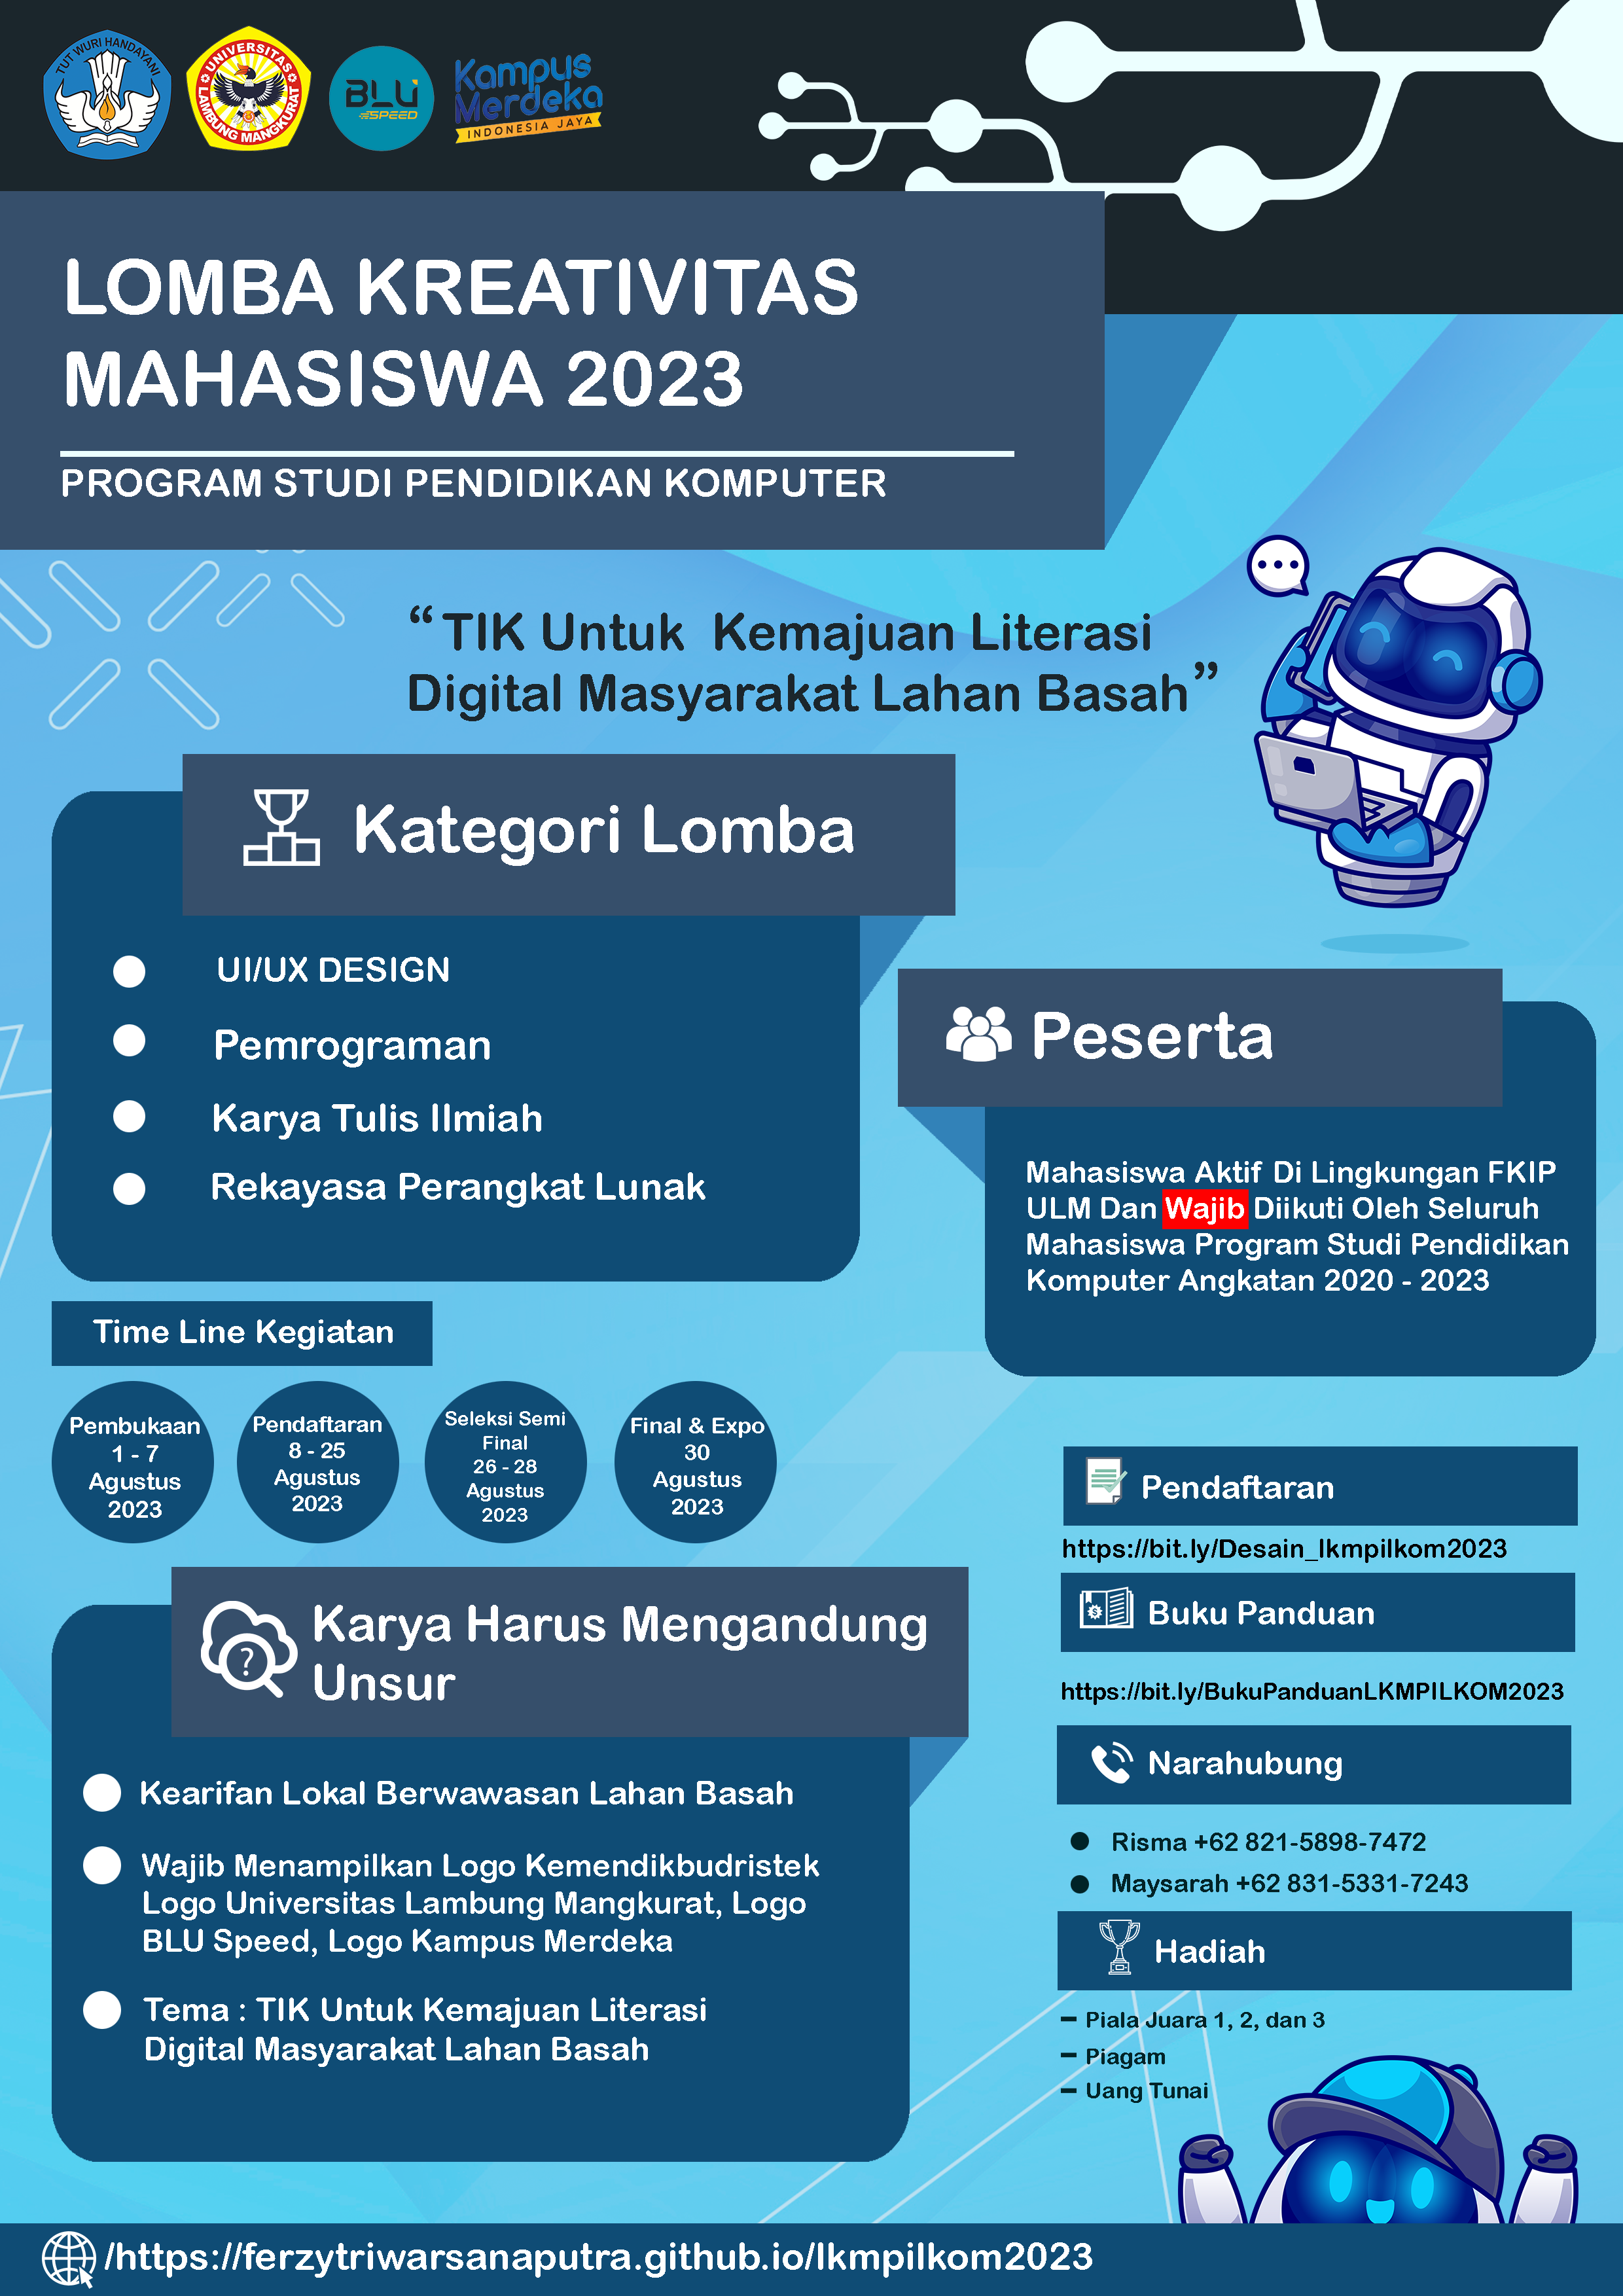 TUT WURI HANDAYANI
UNIVERSITAS
LAMBUNG MANGKURAT
BLU
SPEED
Kampus
Merdeka
INDONESIA JAYA
LOMBA KREATIVITAS
MAHASISWA 2023
PROGRAM STUDI PENDIDIKAN KOMPUTER
“ TIK Untuk Kemajuan Literasi
Digital Masyarakat Lahan Basah”
Kategori Lomba
UI/UX DESIGN
Pemrograman
Karya Tulis Ilmiah
Rekayasa Perangkat Lunak
Peserta
Mahasiswa Aktif Di Lingkungan FKIP
ULM Dan Wajib Diikuti Oleh Seluruh
Mahasiswa Program Studi Pendidikan
Komputer Angkatan 2020 - 2023
Time Line Kegiatan
Pembukaan
1 - 7
Agustus
2023
Pendaftaran
8 - 25
Agustus
2023
Seleksi Semi
Final
26 - 28
Agustus
2023
Final & Expo
30
Agustus
2023
Karya Harus Mengandung
Unsur
Kearifan Lokal Berwawasan Lahan Basah
Wajib Menampilkan Logo Kemendikbudristek
Logo Universitas Lambung Mangkurat, Logo
BLU Speed, Logo Kampus Merdeka
Tema : TIK Untuk Kemajuan Literasi
Digital Masyarakat Lahan Basah
Pendaftaran
https://bit.ly/Desain_lkmpilkom2023
Buku Panduan
https://bit.ly/BukuPanduanLKMPILKOM2023
Narahubung
Risma +62 821-5898-7472
Maysarah +62 831-5331-7243
Hadiah
– Piala Juara 1, 2, dan 3
– Piagam
– Uang Tunai
/https://ferzytriwarsanaputra.github.io/lkmpilkom2023